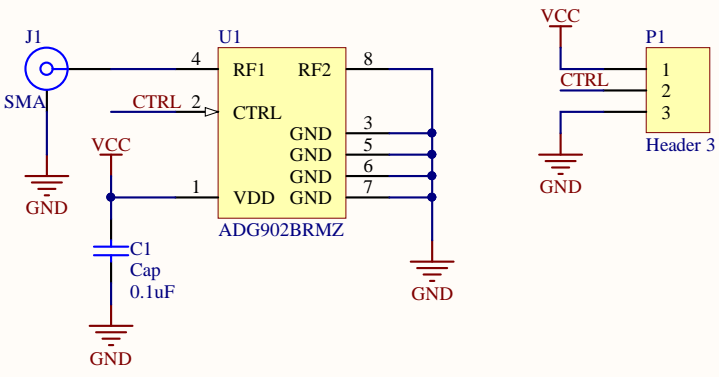 J1
SMA
GND
U1
4
RF1
RF2
8
CTRL
2
CTRL
GND
3
GND
5
GND
6
VCC
1
VDD
GND
7
ADG902BRMZ
C1
Cap
0.1uF
GND
GND
VCC
P1
1
CTRL
2
3
Header 3
GND